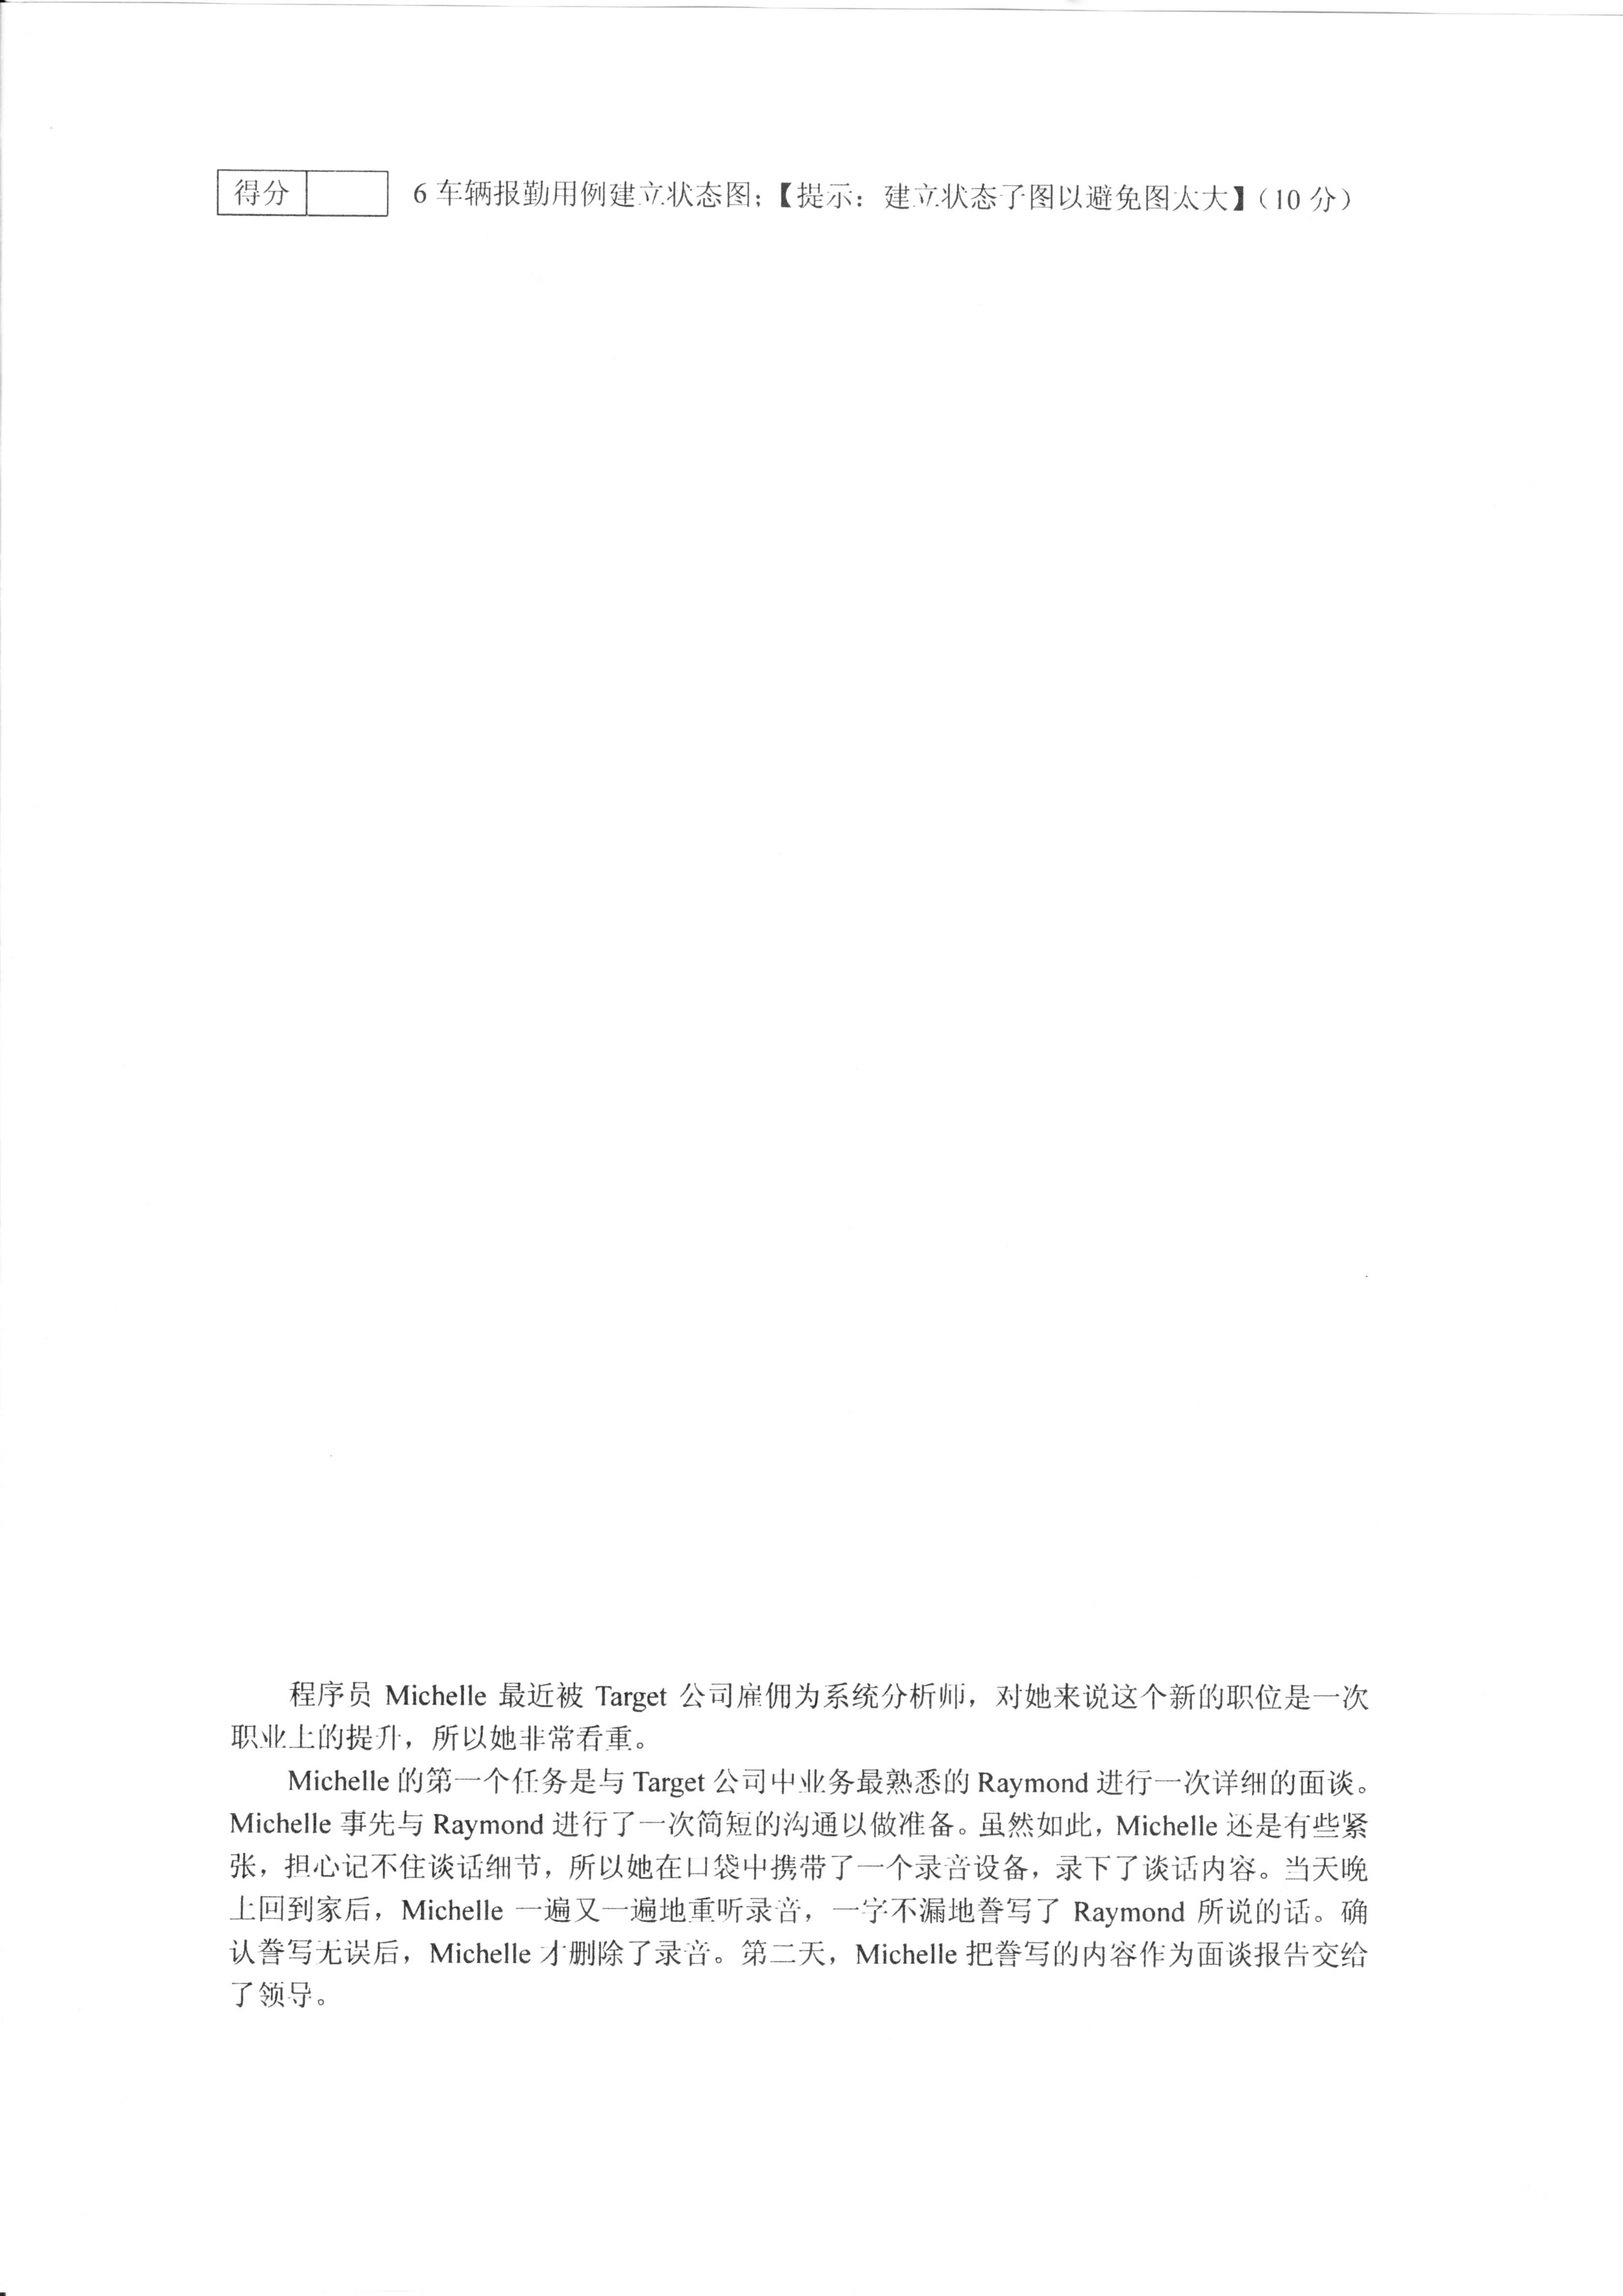 得分
6 车辆报勤用例建立状态图;【提示：建立状态子图以避免图太大】（10 分）
程序员 Michelle 最近被 Target 公司雇佣为系统分析师，对她来说这个新的职位是一次
职业上的提升，所以她非常看重。
Michelle 的第一个任务是与 Target 公司中业务最熟悉的 Raymond 进行一次详细的面谈。
Michelle 事先与 Raymond 进行了一次简短的沟通以做准备。虽然如此，Michelle 还是有些紧
张，担心记不住谈话细节，所以她在口袋中携带了一个录音设备，录下了谈话内容。当天晚
上回到家后，Michelle 一遍又一遍地重听录音，一字不漏地誊写了 Raymond 所说的话。确
认誊写无误后，Michelle 才删除了录音。第二天，Michelle 把誊写的内容作为面谈报告交给
了领导。